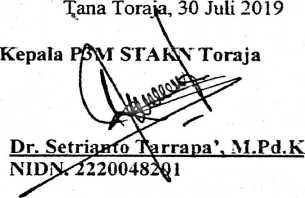 Tana Toraja, 30 Juli 2019
Kepala P3M STAKN Toraja
Dr. Setrianto Tarrapa', M.Pd.K
NIDN. 2220048201